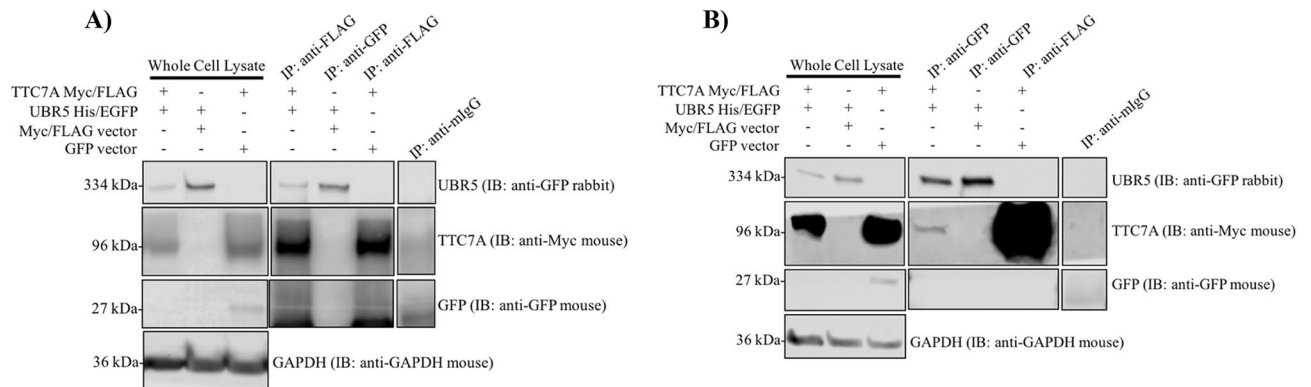 A)
Whole Cell Lysate
IP: anti-FLAG
IP: anti-GFP
IP: anti-FLAG
TTC7A Myc/FLAG + - + + - +
UBR5 His/EGFP + + - + + -
Myc/FLAG vector - + - - + -
GFP vector - - + - - +
IP: anti-mIgG
334 kDa- UBR5 (IB: anti-GFP rabbit)
96 kDa- TTC7A (IB: anti-Myc mouse)
27 kDa- GFP (IB: anti-GFP mouse)
36 kDa- GAPDH (IB: anti-GAPDH mouse)
B)
Whole Cell Lysate
IP: anti-GFP
IP: anti-GFP
IP: anti-FLAG
TTC7A Myc/FLAG + - + + - +
UBR5 His/EGFP + + - + + -
Myc/FLAG vector - + - - + -
GFP vector - - + - - +
IP: anti-mIgG
334 kDa- UBR5 (IB: anti-GFP rabbit)
96 kDa- TTC7A (IB: anti-Myc mouse)
27 kDa- GFP (IB: anti-GFP mouse)
36 kDa- GAPDH (IB: anti-GAPDH mouse)